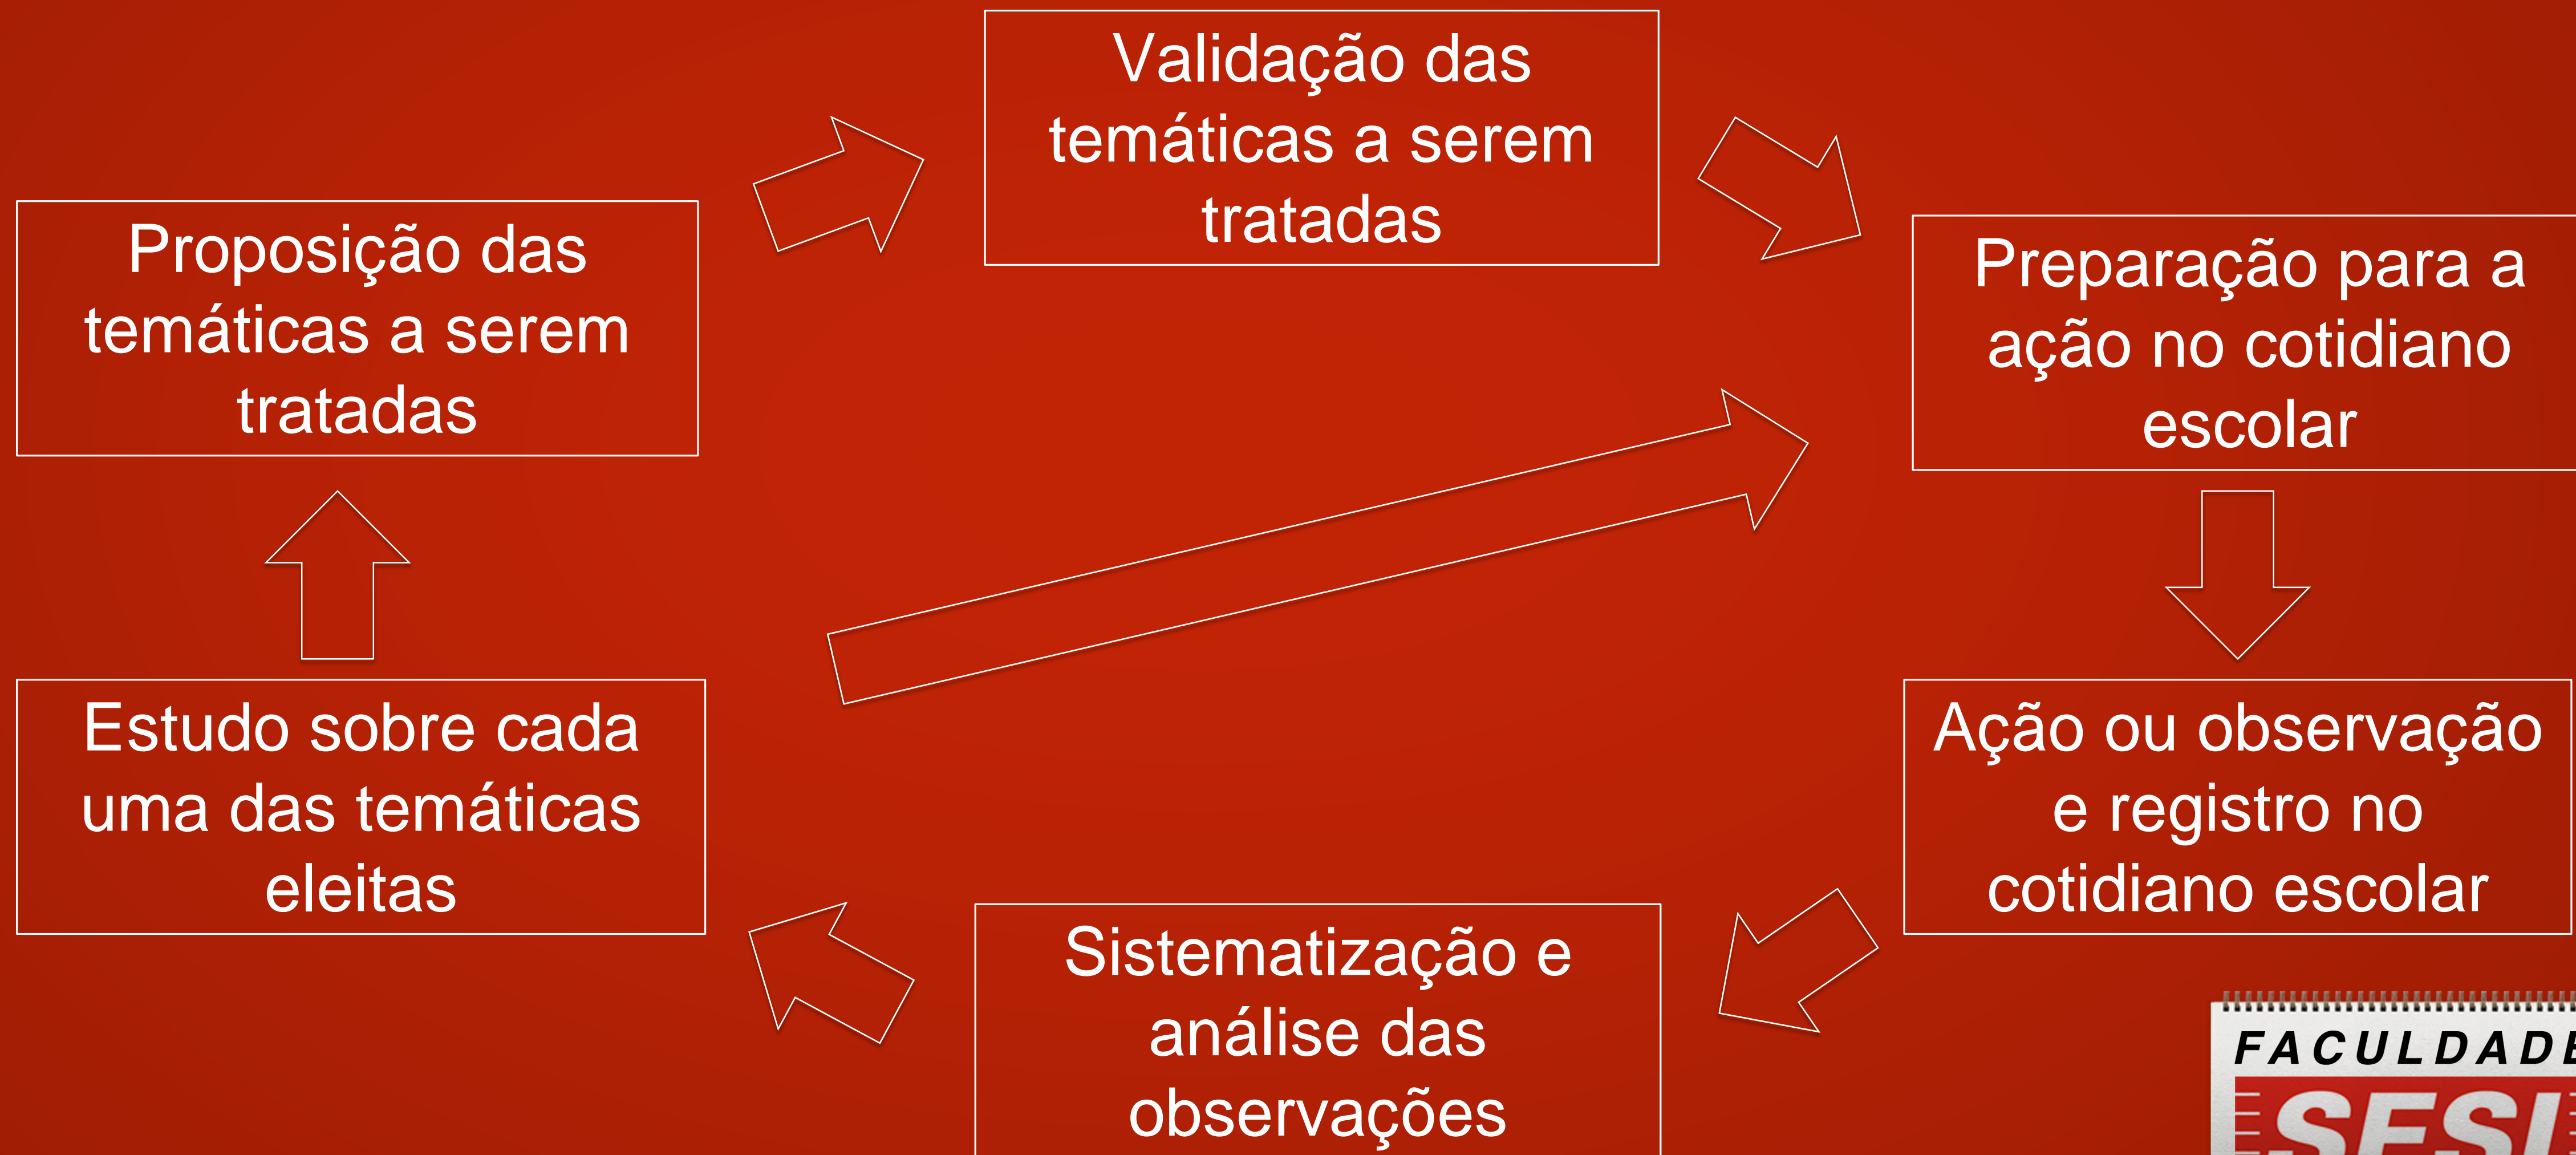 Validação das
temáticas a serem
tratadas
Proposição das
temáticas a serem
tratadas
Preparação para a
ação no cotidiano
escolar
Estudo sobre cada
uma das temáticas
eleitas
Ação ou observação
e registro no
cotidiano escolar
Sistematização e
análise das
observações
FACULDADE
SESI